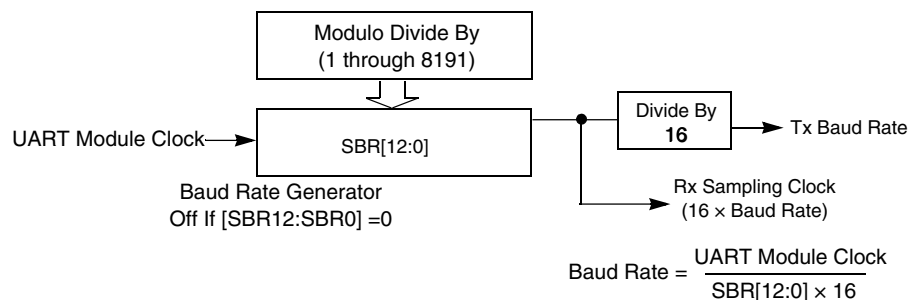 Modulo Divide By
(1 through 8191)
UART Module Clock
SBR[12:0]
Divide By
16
Tx Baud Rate
Baud Rate Generator
Off If [SBR12:SBR0] =0
Rx Sampling Clock
(16 × Baud Rate)
Baud Rate = UART Module Clock
SBR[12:0] × 16